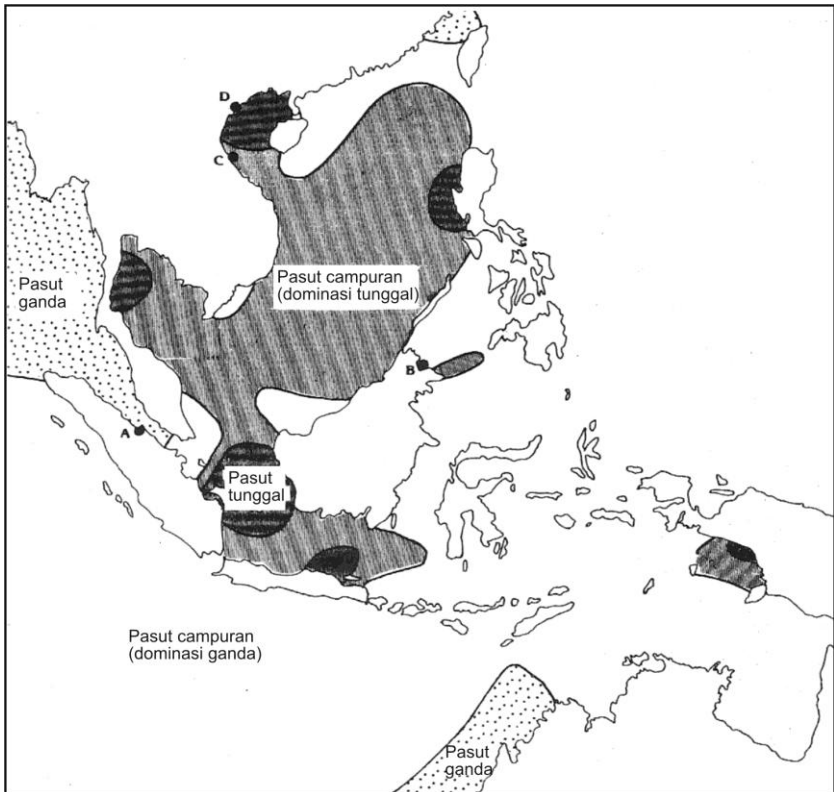 D
C
Pasut campuran
(dominasi tunggal)
Pasut
ganda
B
A
Pasut
tunggal
Pasut campuran
(dominasi ganda)
Pasut
ganda